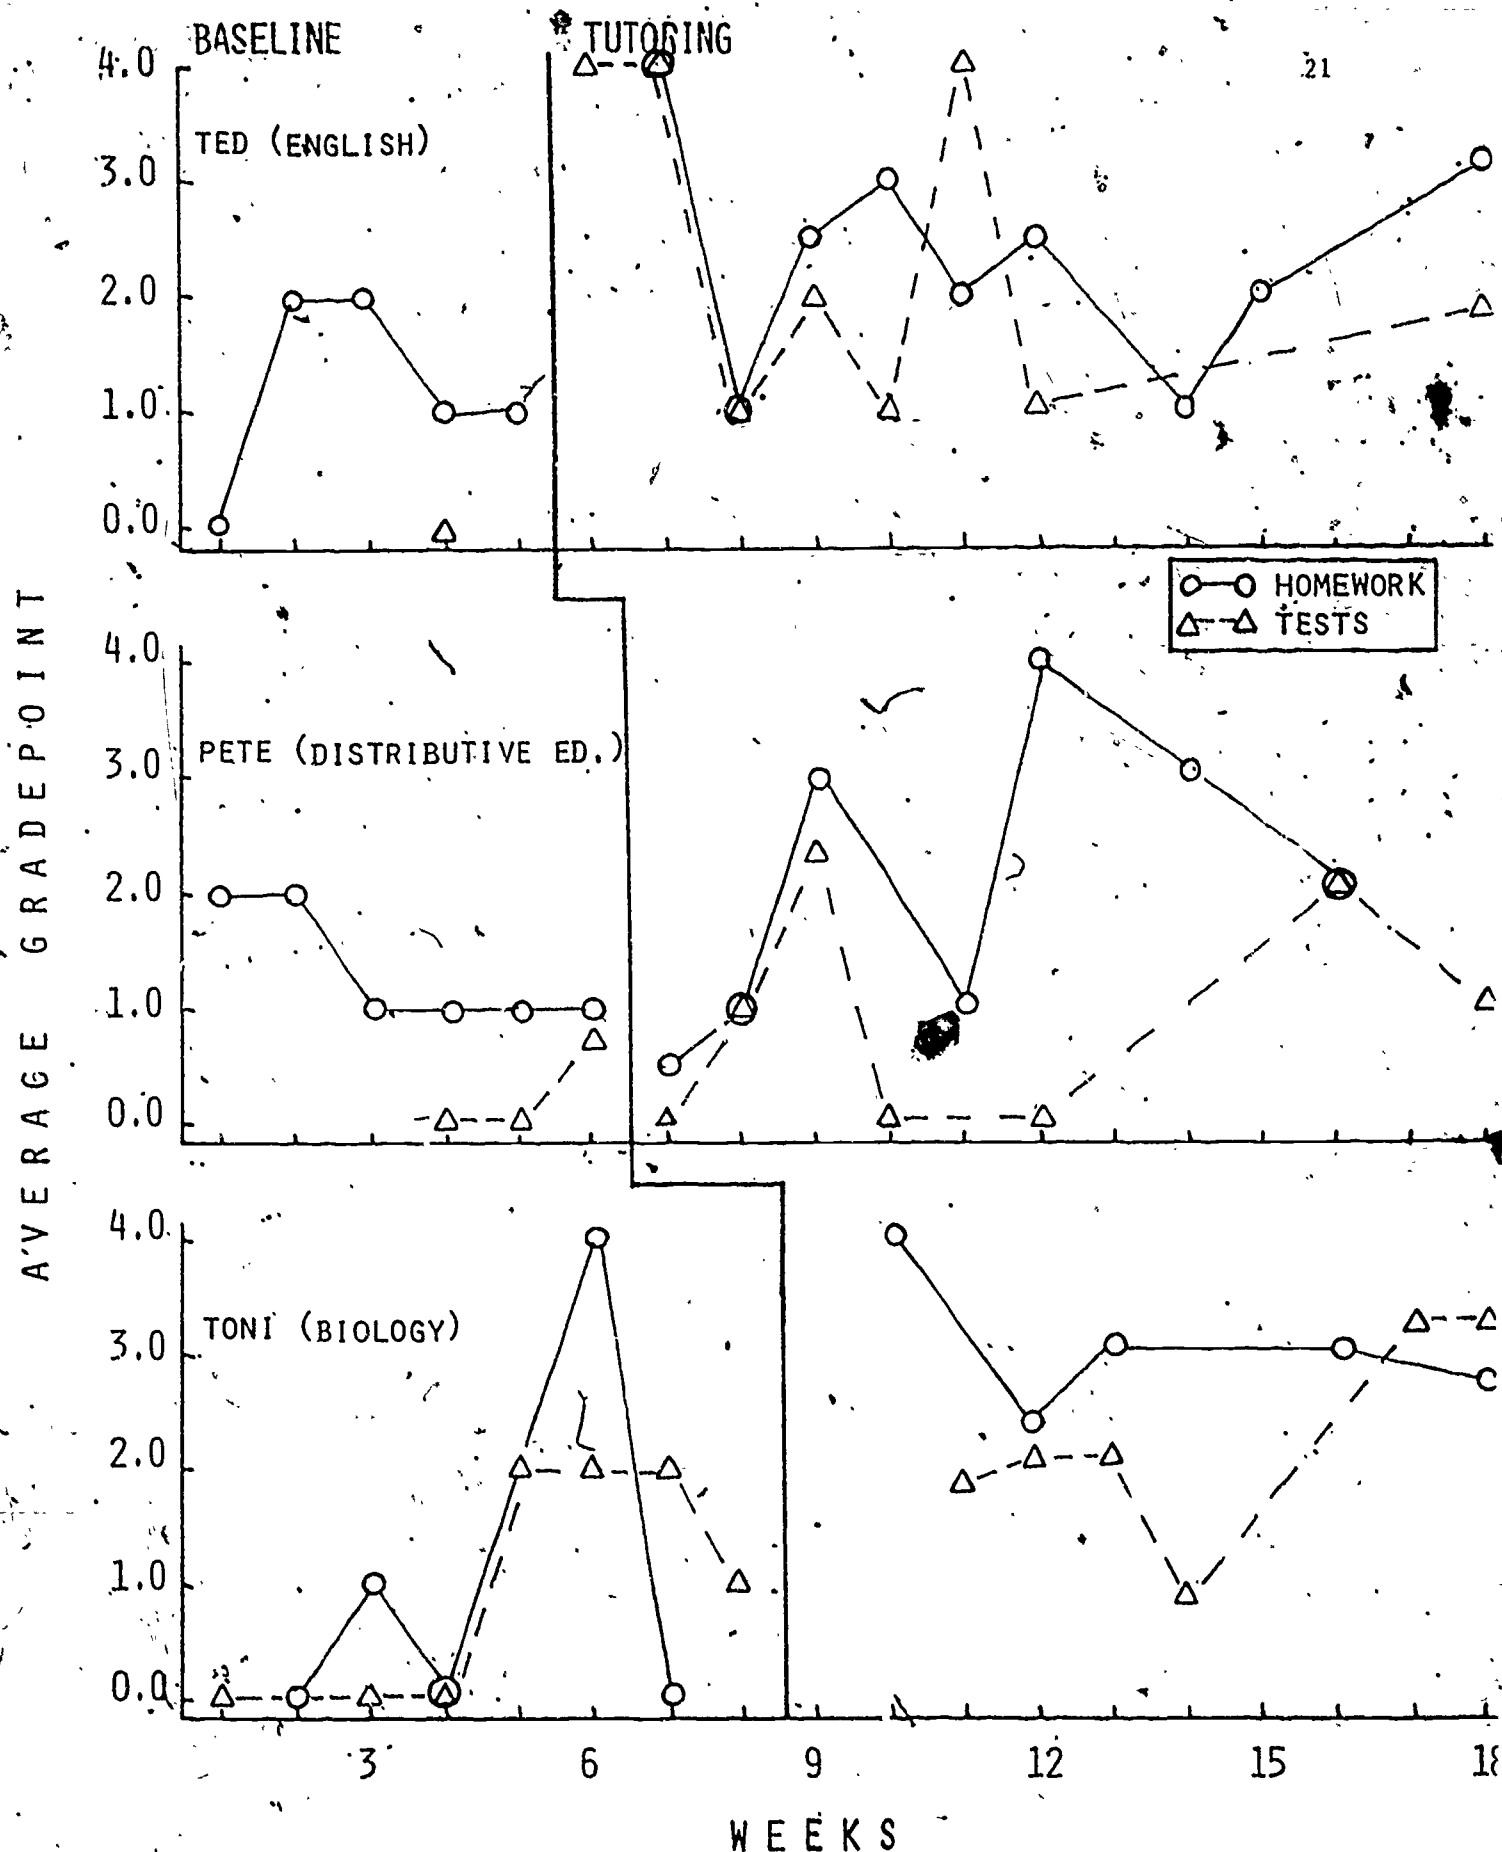 BASELINE TUTORING
21
4.0
TED (ENGLISH)
3.0
2.0
1.0
0.0
HOMEWORK
TESTS
4.0
PETE (DISTRIBUTIVE ED.)
3.0
2.0
1.0
0.0
4.0
TONI (BIOLOGY)
3.0
2.0
1.0
0.0
3 6 9 12 15 18
WEEKS
AVERAGE GRADEPOINT